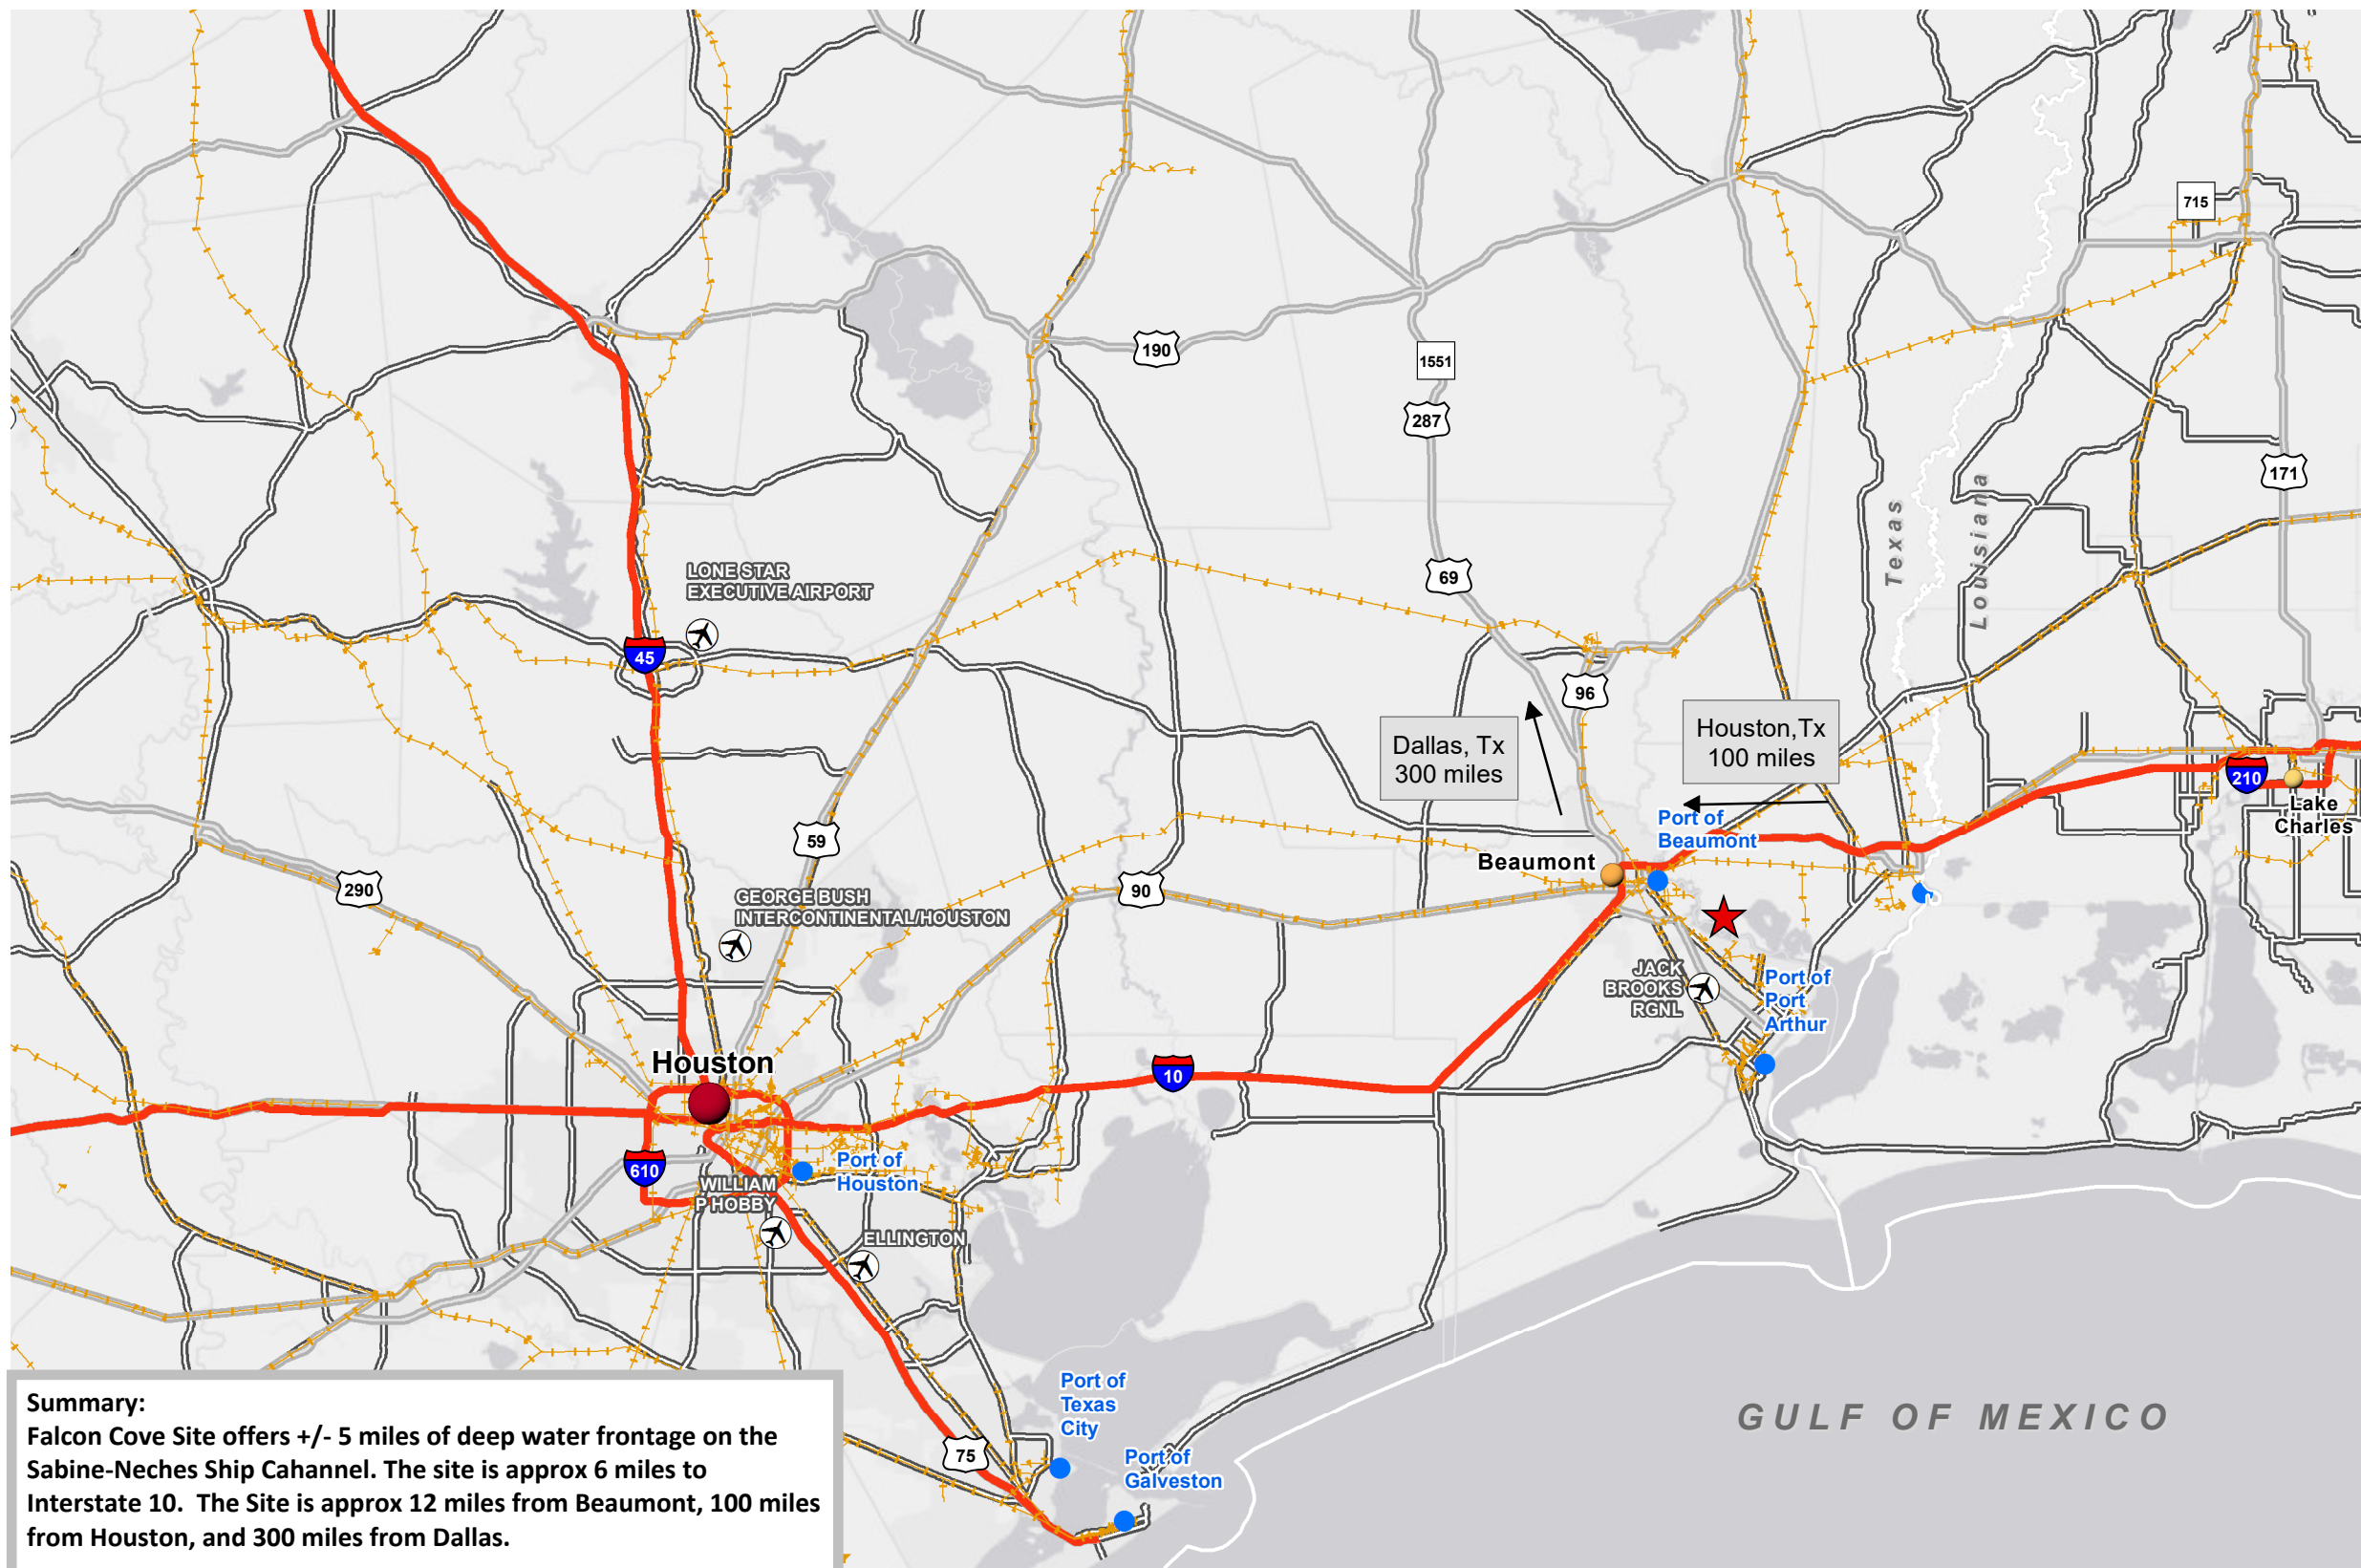 715
190
1551
287
171
Texas
Louisiana
69
LONE STAR
EXECUTIVE AIRPORT
45
96
Dallas, Tx
300 miles
Houston,Tx
100 miles
210
Lake
Charles
Port of
Beaumont
59
Beaumont
290
90
GEORGE BUSH
INTERCONTINENTAL/HOUSTON
JACK
BROOKS
RGNL
Port of
Port
Arthur
Houston
10
610
Port of
Houston
WILLIAM
P HOBBY
ELLINGTON
Port of
Texas
City
GULF OF MEXICO
75
Port of
Galveston
Summary:
Falcon Cove Site offers +/- 5 miles of deep water frontage on the
Sabine-Neches Ship Cahannel. The site is approx 6 miles to
Interstate 10.  The Site is approx 12 miles from Beaumont, 100 miles
from Houston, and 300 miles from Dallas.